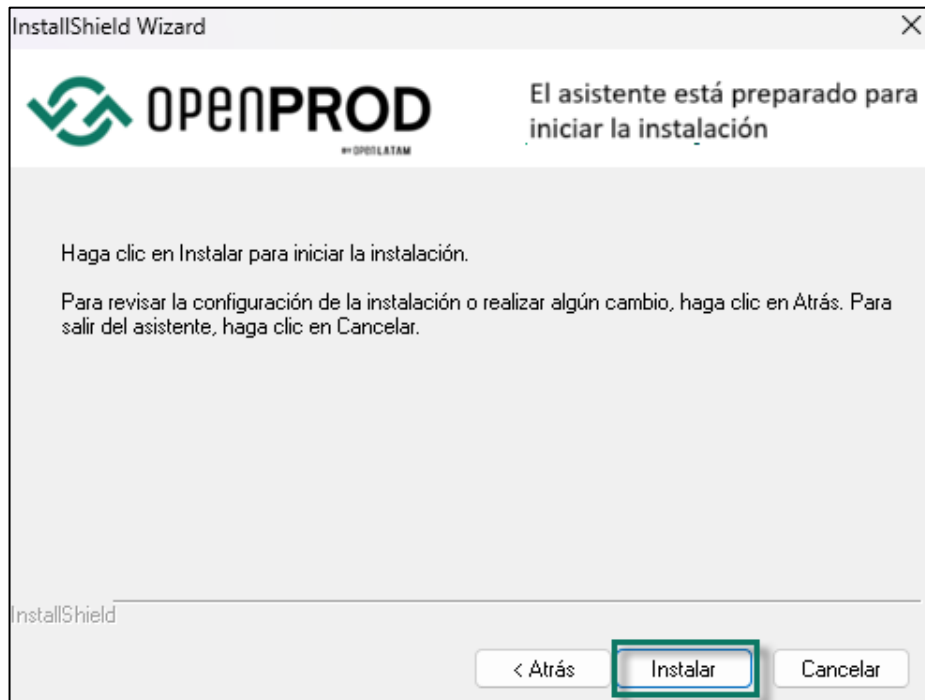 InstallShield Wizard
OPENPROD
BY OPENLATAM
El asistente está preparado para
iniciar la instalación
Haga clic en Instalar para iniciar la instalación.
Para revisar la configuración de la instalación o realizar algún cambio, haga clic en Atrás. Para
salir del asistente, haga clic en Cancelar.
InstallShield
< Atrás
Instalar
Cancelar